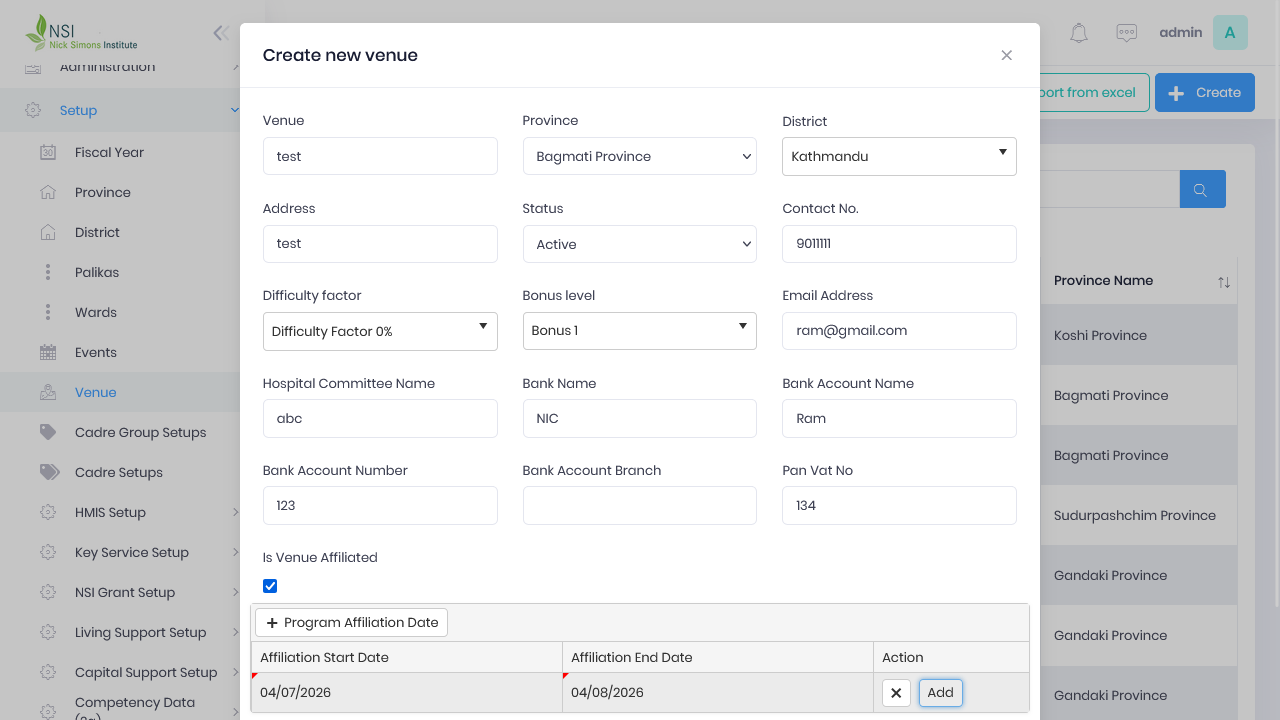 NSI
Nick Simons Institute
admin
A
Administration
Setup
Fiscal Year
Province
District
Palikas
Wards
Events
Venue
Cadre Group Setups
Cadre Setups
HMIS Setup
Key Service Setup
NSI Grant Setup
Living Support Setup
Capital Support Setup
Competency Data
port from excel
Create
Province Name
Koshi Province
Bagmati Province
Bagmati Province
Sudurpashchim Province
Gandaki Province
Gandaki Province
Gandaki Province
Create new venue
Venue Province District
test Bagmati Province Kathmandu
Address Status Contact No.
test Active 9011111
Difficulty factor Bonus level Email Address
Difficulty Factor 0% Bonus 1 ram@gmail.com
Hospital Committee Name Bank Name Bank Account Name
abc NIC Ram
Bank Account Number Bank Account Branch Pan Vat No
123 134
Is Venue Affiliated
Program Affiliation Date
Affiliation Start Date Affiliation End Date Action
04/07/2026 04/08/2026 Add